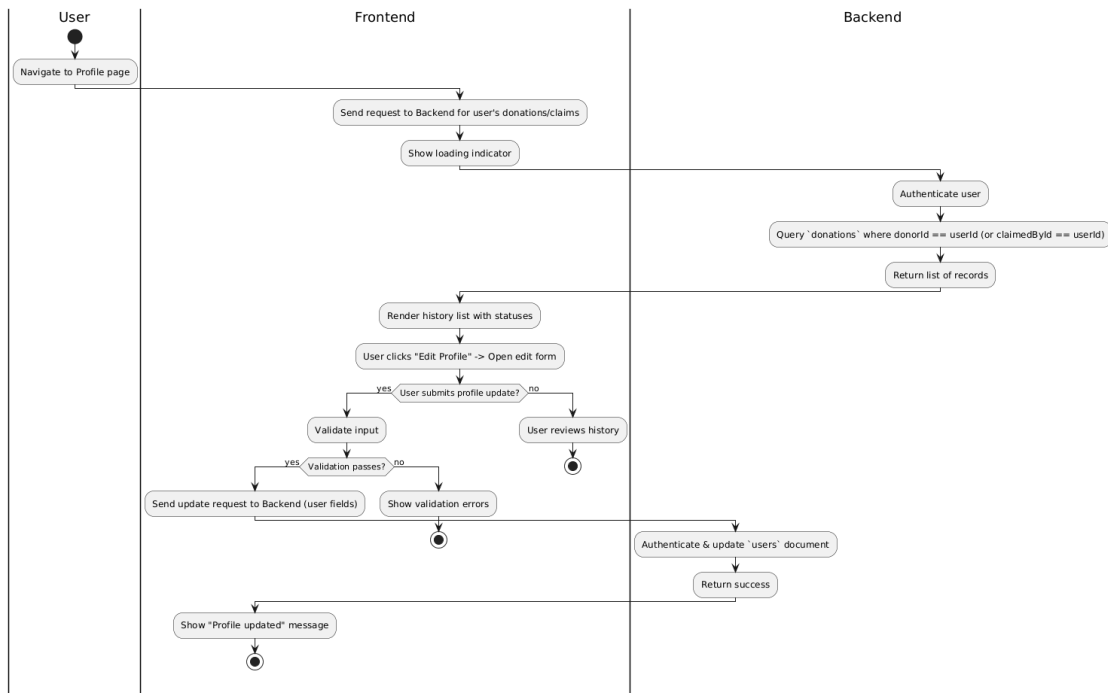 User
Frontend
Backend
Navigate to Profile page
Send request to Backend for user's donations/claims
Show loading indicator
Authenticate user
Query `donations` where donorId == userId (or claimedById == userId)
Return list of records
Render history list with statuses
User clicks "Edit Profile" -> Open edit form
yes
User submits profile update?
no
Validate input
User reviews history
yes
Validation passes?
no
Send update request to Backend (user fields)
Show validation errors
Authenticate & update `users` document
Return success
Show "Profile updated" message